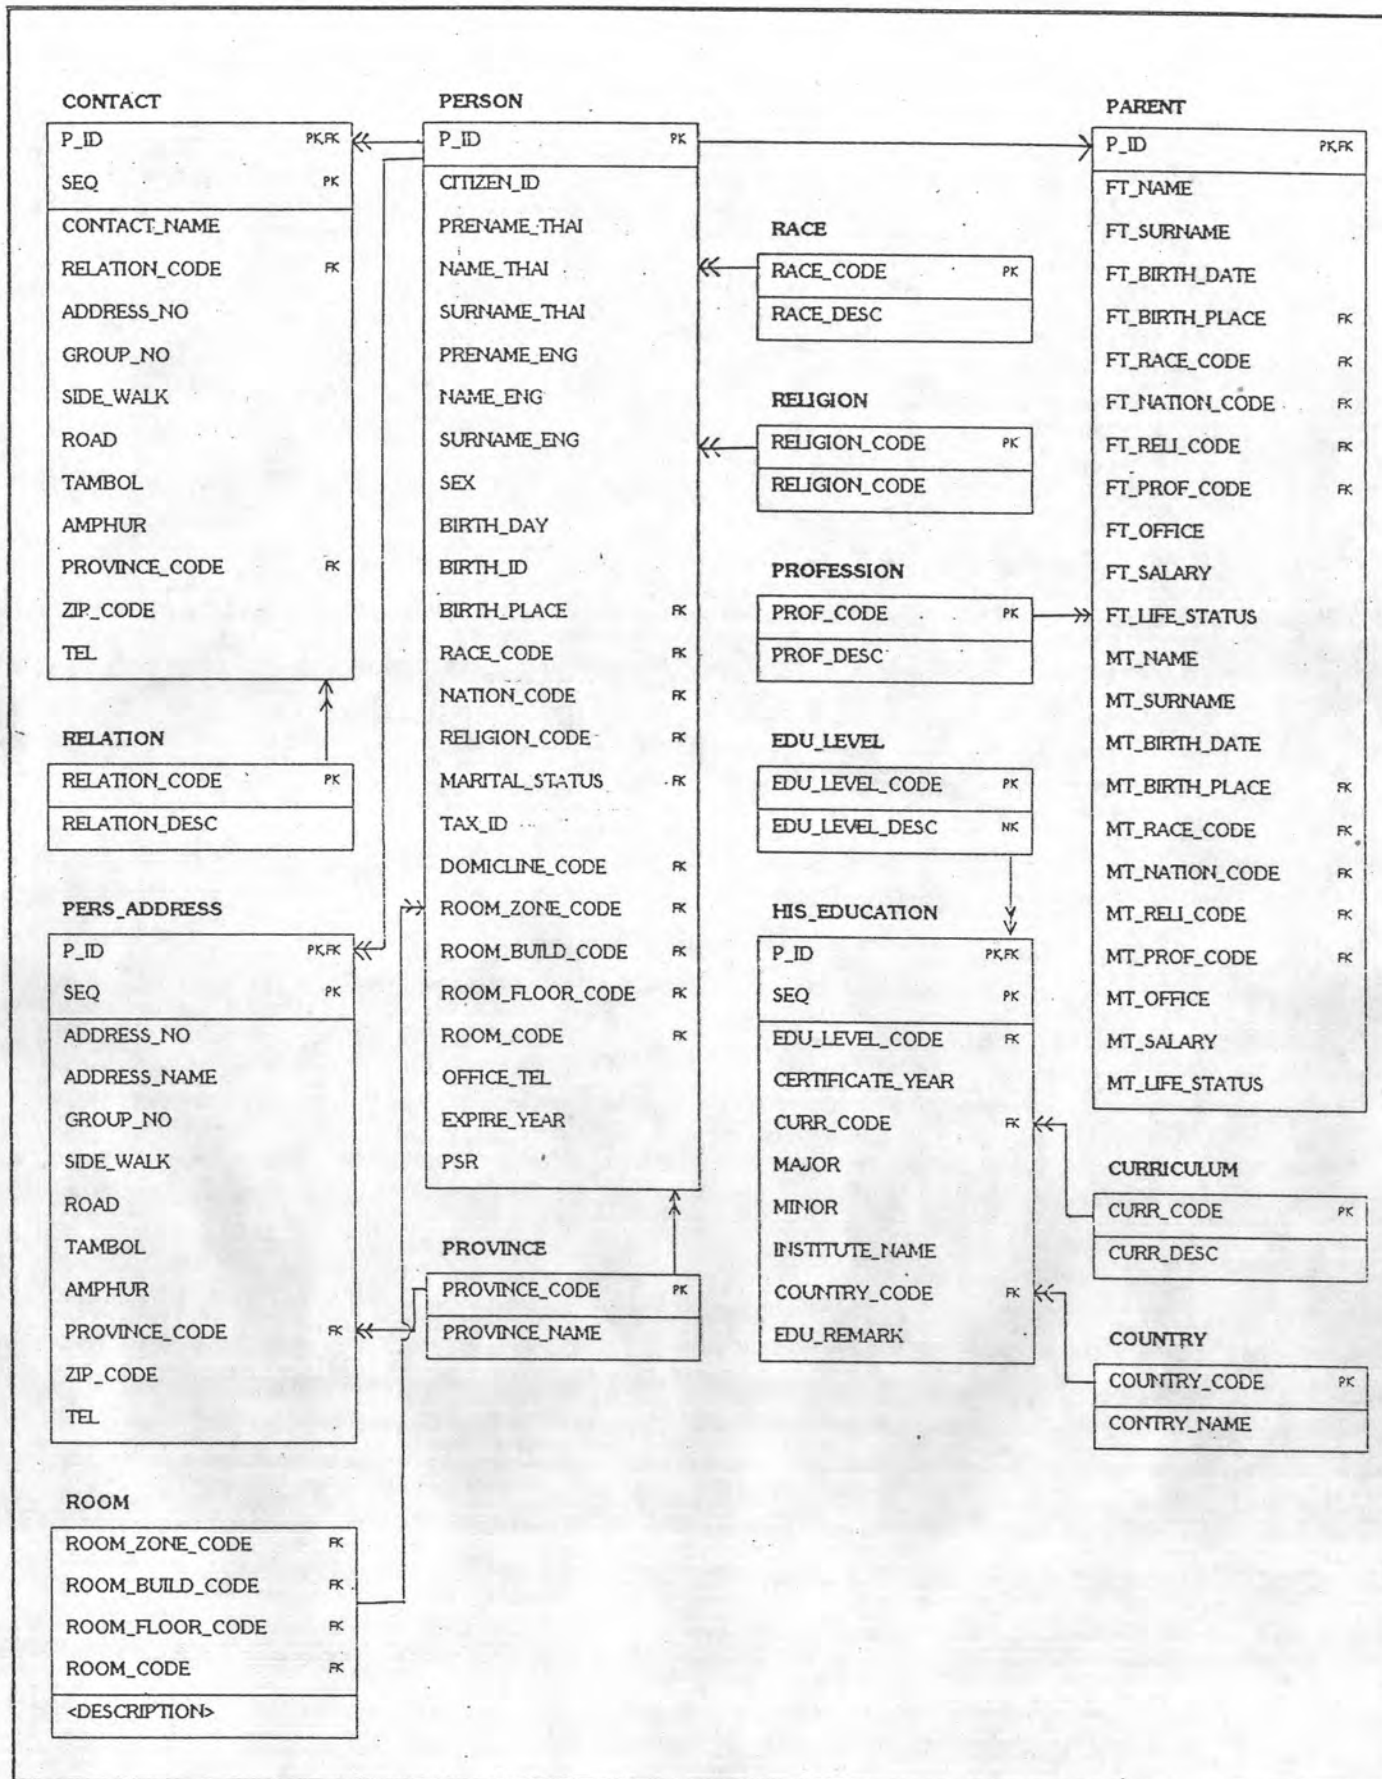 CONTACT
P_ID PK,FK
SEQ PK
CONTACT_NAME
RELATION_CODE FK
ADDRESS_NO
GROUP_NO
SIDE_WALK
ROAD
TAMBOL
AMPHUR
PROVINCE_CODE FK
ZIP_CODE
TEL
RELATION
RELATION_CODE PK
RELATION_DESC
PERS_ADDRESS
P_ID PK,FK
SEQ PK
ADDRESS_NO
ADDRESS_NAME
GROUP_NO
SIDE_WALK
ROAD
TAMBOL
AMPHUR
PROVINCE_CODE FK
ZIP_CODE
TEL
ROOM
ROOM_ZONE_CODE FK
ROOM_BUILD_CODE FK
ROOM_FLOOR_CODE FK
ROOM_CODE FK
<DESCRIPTION>
PERSON
P_ID PK
CITIZEN_ID
PRENAME_THAI
NAME_THAI
SURNAME_THAI
PRENAME_ENG
NAME_ENG
SURNAME_ENG
SEX
BIRTH_DAY
BIRTH_ID
BIRTH_PLACE FK
RACE_CODE FK
NATION_CODE FK
RELIGION_CODE FK
MARITAL_STATUS FK
TAX_ID
DOMICLINE_CODE FK
ROOM_ZONE_CODE FK
ROOM_BUILD_CODE FK
ROOM_FLOOR_CODE FK
ROOM_CODE FK
OFFICE_TEL
EXPIRE_YEAR
PSR
PROVINCE
PROVINCE_CODE PK
PROVINCE_NAME
RACE
RACE_CODE PK
RACE_DESC
RELIGION
RELIGION_CODE PK
RELIGION_CODE
PROFESSION
PROF_CODE PK
PROF_DESC
EDU_LEVEL
EDU_LEVEL_CODE PK
EDU_LEVEL_DESC NK
HIS_EDUCATION
P_ID PK,FK
SEQ PK
EDU_LEVEL_CODE FK
CERTIFICATE_YEAR
CURR_CODE FK
MAJOR
MINOR
INSTITUTE_NAME
COUNTRY_CODE FK
EDU_REMARK
PARENT
P_ID PK,FK
FT_NAME
FT_SURNAME
FT_BIRTH_DATE
FT_BIRTH_PLACE FK
FT_RACE_CODE FK
FT_NATION_CODE FK
FT_RELI_CODE FK
FT_PROF_CODE FK
FT_OFFICE
FT_SALARY
FT_LIFE_STATUS
MT_NAME
MT_SURNAME
MT_BIRTH_DATE
MT_BIRTH_PLACE FK
MT_RACE_CODE FK
MT_NATION_CODE FK
MT_RELI_CODE FK
MT_PROF_CODE FK
MT_OFFICE
MT_SALARY
MT_LIFE_STATUS
CURRICULUM
CURR_CODE PK
CURR_DESC
COUNTRY
COUNTRY_CODE PK
CONTRY_NAME